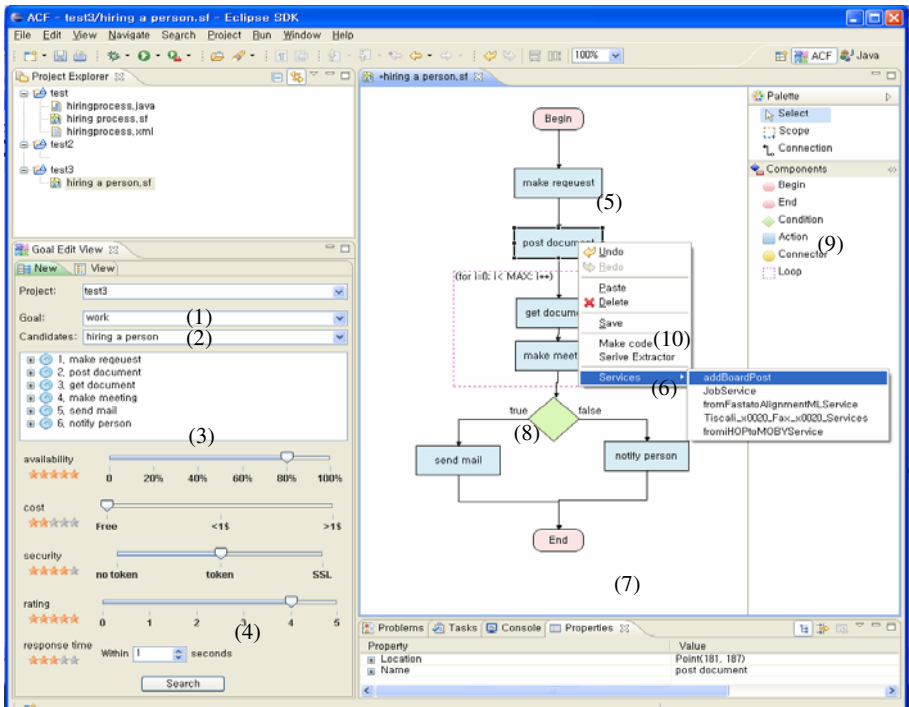 ACF - test3/hiring a person.sf - Eclipse SDK
File Edit View Navigate Search Project Run Window Help
100%
ACF Java
Project Explorer
test
hiringprocess.java
hiring process.sf
hiringprocess.xml
test2
test3
hiring a person.sf
Goal Edit View
New View
Project: test3
Goal: work (1)
Candidates: hiring a person (2)
1. make reqeuest
2. post document
3. get document
4. make meeting
5. send mail
6. notify person
(3)
availability
0 20% 40% 60% 80% 100%
cost
Free <1$ >1$
security
no token token SSL
rating
0 1 2 3 4 5
(4)
response time
Within 1 seconds
Search
*hiring a person.sf
Begin
make reqeuest
(5)
post document
(for i=0; i< MAX; i++)
get docume
make meet
true false
(8)
send mail
notify person
End
(7)
Undo
Redo
Paste
Delete
Save
Make code (10)
Serive Extractor
Services
(6)
addBoardPost
JobService
fromFastatoAlignmentMLService
Tiscali_x0020_Fax_x0020_Services
fromiHOPtoMOBYService
Palette
Select
Scope
Connection
Components
Begin
End
Condition
Action
(9)
Connector
Loop
Problems Tasks Console Properties
Property Value
Location Point(181, 187)
Name post document